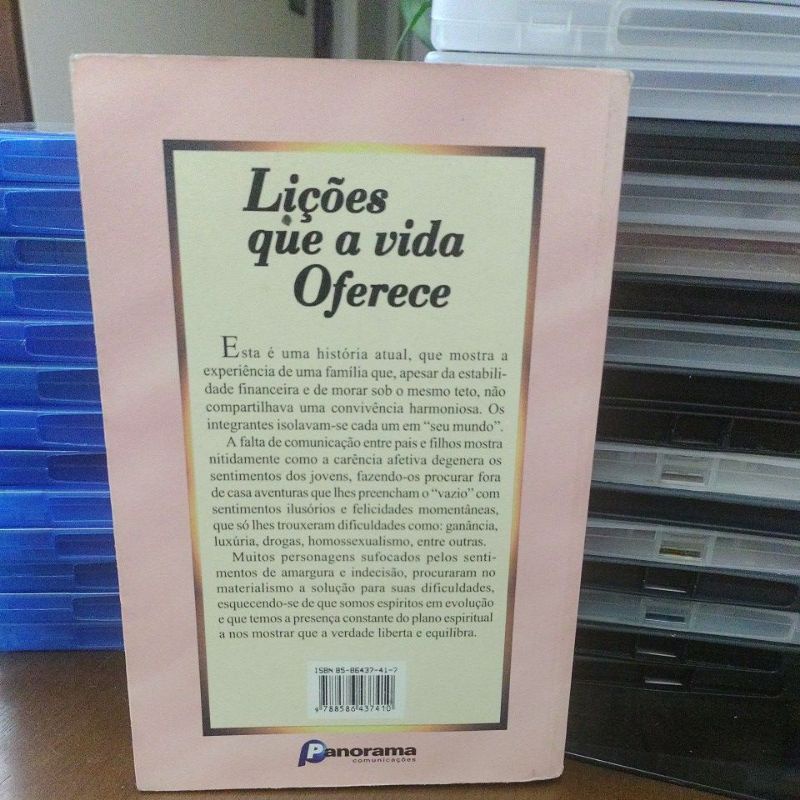 Lições
que a vida
Oferece
Esta é uma história atual, que mostra a
experiência de uma família que, apesar da estabili-
dade financeira e de morar sob o mesmo teto, não
compartilhava uma convivência harmoniosa. Os
integrantes isolavam-se cada um em “seu mundo”.
A falta de comunicação entre pais e filhos mostra
nitidamente como a carência afetiva degenera os
sentimentos dos jovens, fazendo-os procurar fora
de casa aventuras que lhes preencham o “vazio” com
sentimentos ilusórios e felicidades momentâneas,
que só lhes trouxeram dificuldades como: ganância,
luxúria, drogas, homossexualismo, entre outras.
Muitos personagens sufocados pelos senti-
mentos de amargura e indecisão, procuraram no
materialismo a solução para suas dificuldades,
esquecendo-se de que somos espíritos em evolução
e que temos a presença constante do plano espiritual
a nos mostrar que a verdade liberta e equilibra.
ISBN 85-86437-41-7
9 788586 437410
Panorama
comunicações